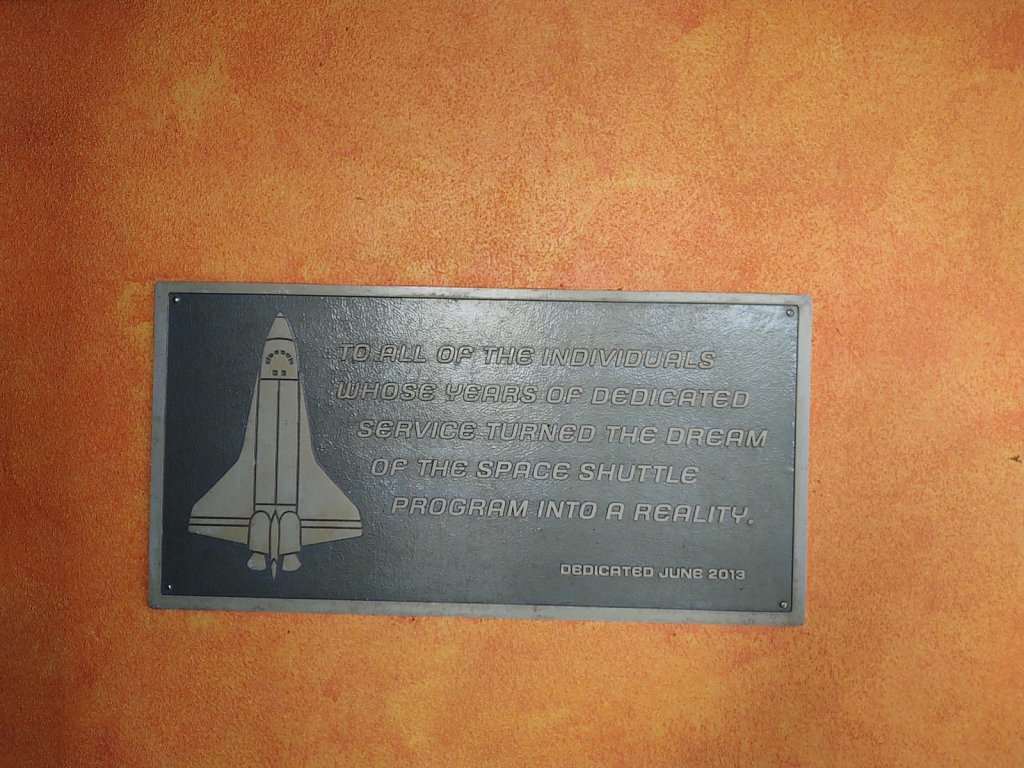 TO ALL OF THE INDIVIDUALS
WHOSE YEARS OF DEDICATED
SERVICE TURNED THE DREAM
OF THE SPACE SHUTTLE
PROGRAM INTO A REALITY.
DEDICATED JUNE 2013